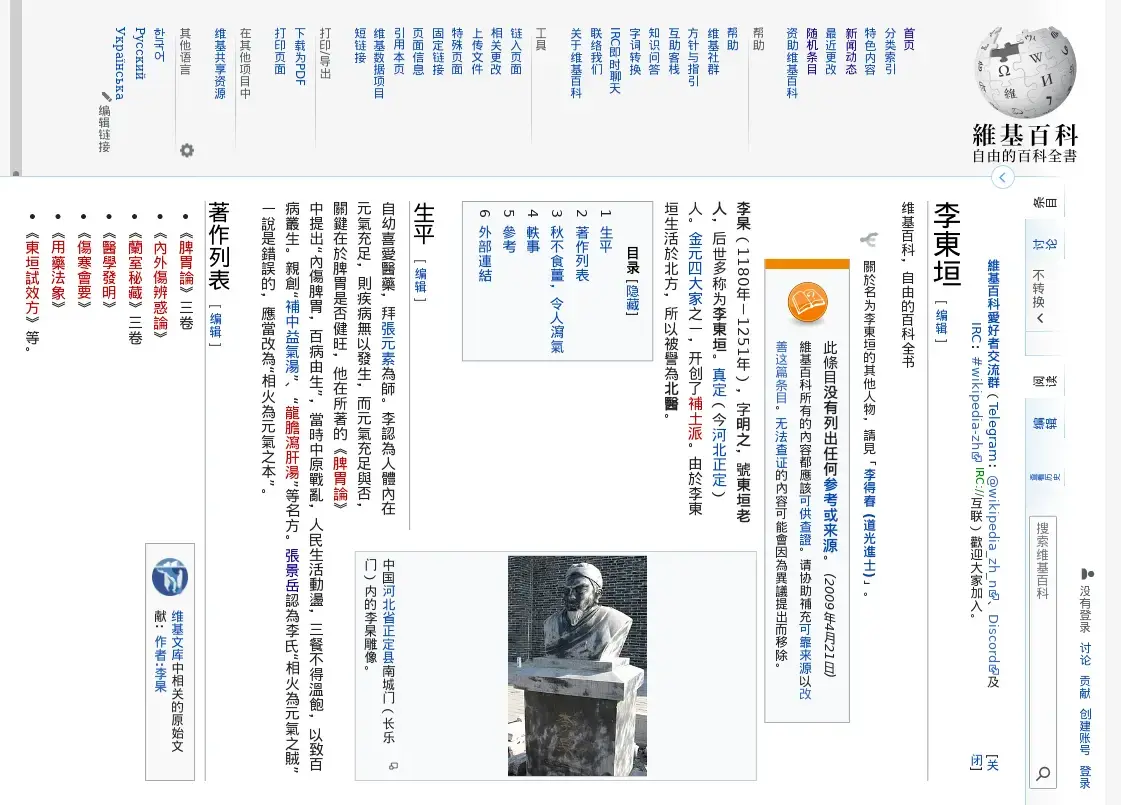 維基百科
自由的百科全書
首页
分类索引
特色内容
新闻动态
最近更改
随机条目
资助维基百科
帮助
帮助
维基社群
方针与指引
互助客栈
知识问答
字词转换
IRC即时聊天
联络我们
关于维基百科
工具
链入页面
相关更改
上传文件
特殊页面
固定链接
页面信息
引用本页
维基数据项目
短链接
打印/导出
下载为PDF
打印页面
在其他项目中
维基共享资源
其他语言
한국어
Русский
Українська
编辑链接
没有登录 讨论 贡献 创建账号 登录
条目 讨论 不转换 阅读 编辑 查看历史 搜索维基百科
维基百科爱好者交流群（Telegram：@wikipedia_zh_n、Discord及
IRC：#wikipedia-zh IRC://互联）歡迎大家加入。
[关闭]
李東垣 [编辑]
维基百科，自由的百科全书
關於名为李東垣的其他人物，請見「李得春 (道光進士)」。
此條目没有列出任何参考或来源。 (2009年4月21日)
維基百科所有的內容都應該可供查證。请协助補充可靠来源以改
善这篇条目。无法查证的內容可能會因為異議提出而移除。
李杲（1180年－1251年），字明之，號東垣老
人，后世多称为李東垣。真定（今河北正定）
人。金元四大家之一，开创了補土派。由於李東
垣生活於北方，所以被譽為北醫。
目录 [隐藏]
1 生平
2 著作列表
3 秋不食薑，令人瀉氣
4 軼事
5 參考
6 外部連結
中国河北省正定县南城门（长乐
门）内的李杲雕像。
生平 [编辑]
自幼喜愛醫藥，拜張元素為師。李認為人體內在
元氣充足，則疾病無以發生，而元氣充足與否，
關鍵在於脾胃是否健旺，他在所著的《脾胃論》
中提出“內傷脾胃，百病由生”，當時中原戰亂，人民生活動盪，三餐不得溫飽，以致百
病叢生。親創“補中益氣湯”、“龍膽瀉肝湯”等名方。張景岳認為李氏“相火為元氣之賊”
一說是錯誤的，應當改為“相火為元氣之本”。
著作列表 [编辑]
《脾胃論》三卷
《內外傷辨惑論》
《蘭室秘藏》三卷
《醫學發明》
《傷寒會要》
《用藥法象》
《東垣試效方》等。
维基文库中相关的原始文
献：作者:李杲